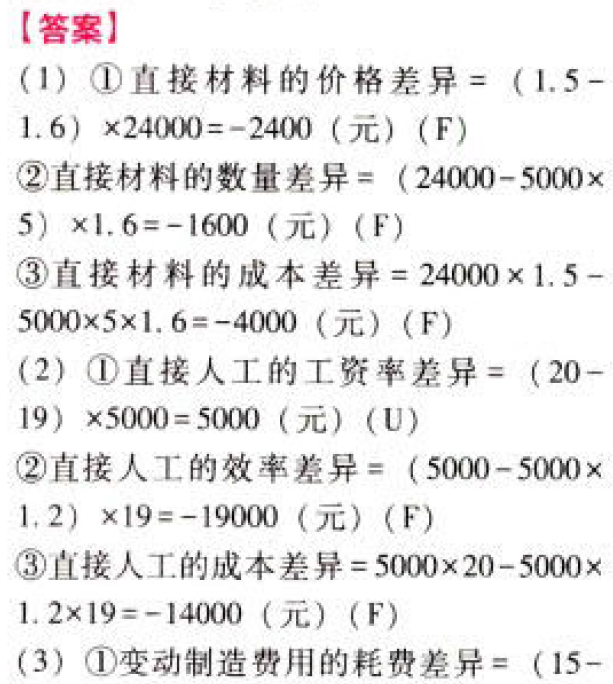 【答案】
(1) ①直接材料的价格差异= (1.5-
1.6) ×24000=-2400 (元) (F)
②直接材料的数量差异= (24000-5000×
5) ×1.6=-1600 (元) (F)
③直接材料的成本差异=24000×1.5-
5000×5×1.6=-4000 (元) (F)
(2) ①直接人工的工资率差异= (20-
19) ×5000=5000 (元) (U)
②直接人工的效率差异= (5000-5000×
1.2) ×19=-19000 (元) (F)
③直接人工的成本差异=5000×20-5000×
1.2×19=-14000 (元) (F)
(3) ①变动制造费用的耗费差异= (15-